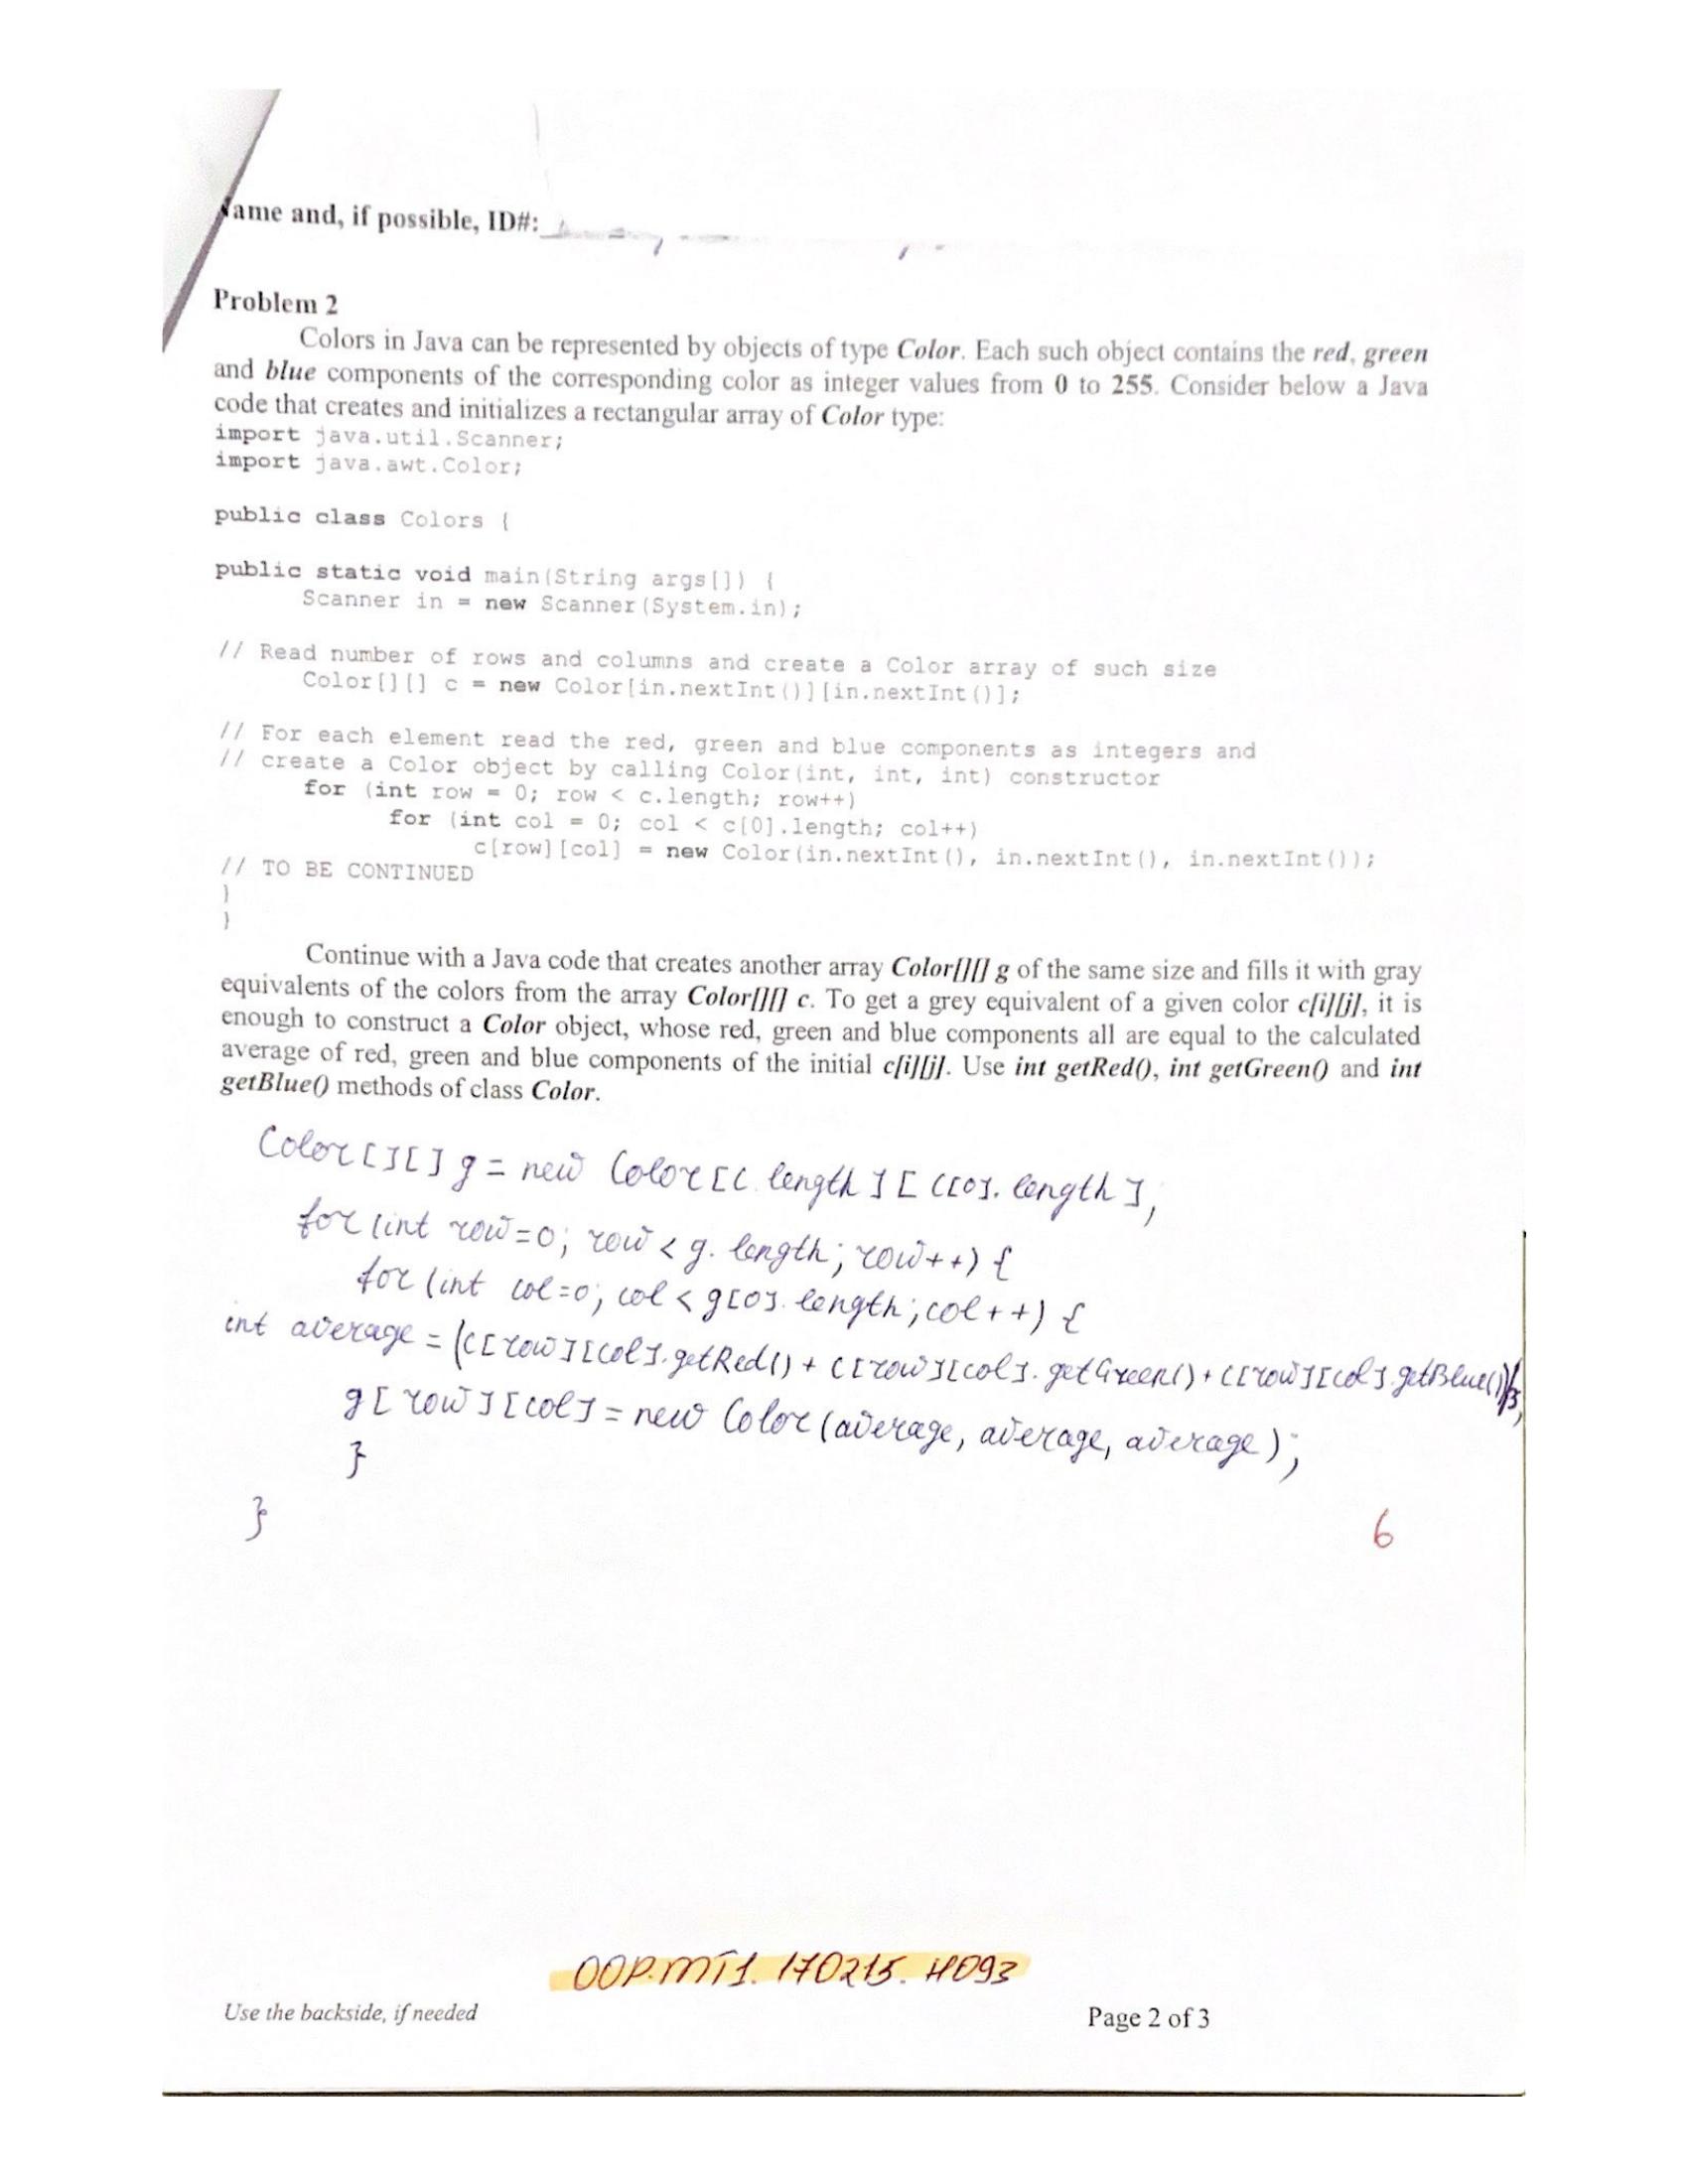 Name and, if possible, ID#:
Problem 2
Colors in Java can be represented by objects of type Color. Each such object contains the red, green
and blue components of the corresponding color as integer values from 0 to 255. Consider below a Java
code that creates and initializes a rectangular array of Color type:
import java.util.Scanner;
import java.awt.Color;
public class Colors {
public static void main(String args[]) {
Scanner in = new Scanner(System.in);
// Read number of rows and columns and create a Color array of such size
Color[][] c = new Color[in.nextInt()][in.nextInt()];
// For each element read the red, green and blue components as integers and
// create a Color object by calling Color(int, int, int) constructor
for (int row = 0; row < c.length; row++)
for (int col = 0; col < c[0].length; col++)
c[row][col] = new Color(in.nextInt(), in.nextInt(), in.nextInt());
// TO BE CONTINUED
}
}
Continue with a Java code that creates another array Color[][] g of the same size and fills it with gray
equivalents of the colors from the array Color[][] c. To get a grey equivalent of a given color c[i][j], it is
enough to construct a Color object, whose red, green and blue components all are equal to the calculated
average of red, green and blue components of the initial c[i][j]. Use int getRed(), int getGreen() and int
getBlue() methods of class Color.
Color[][] g = new Color[c.length][c[0].length];
for(int row=0; row<g.length; row++){
for(int col=0; col<g[0].length; col++){
int average = (c[row][col].getRed() + c[row][col].getGreen() + c[row][col].getBlue())/3;
g[row][col] = new Color(average, average, average);
}
}
6
OOP.MT1.170215.H093
Use the backside, if needed
Page 2 of 3